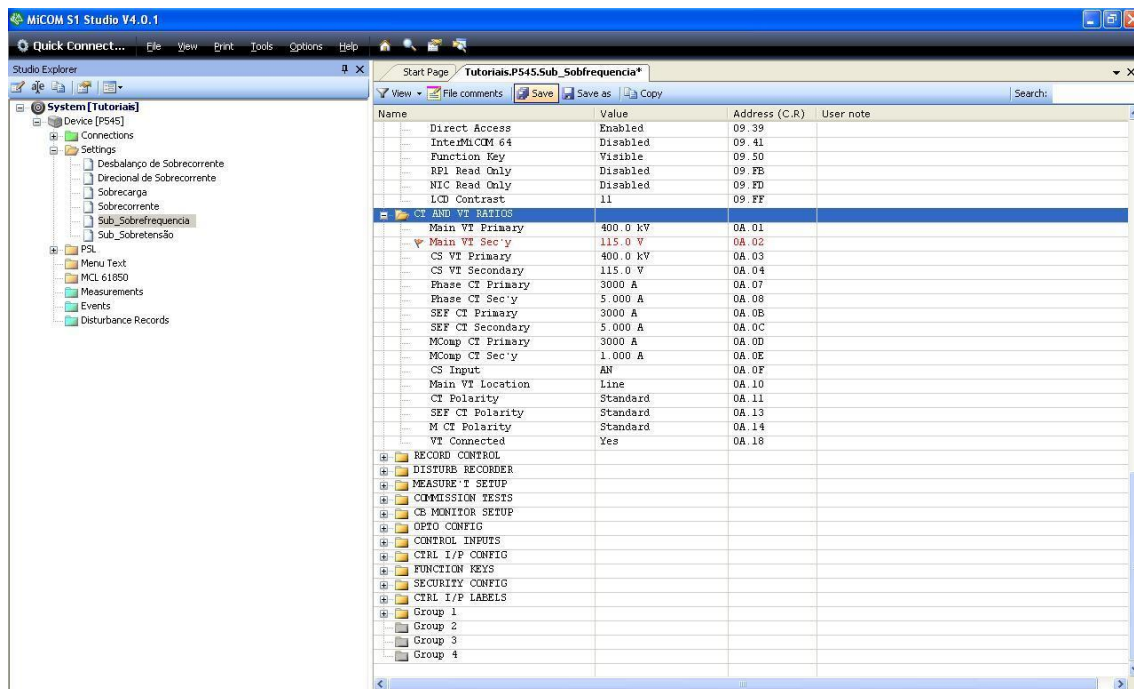 MiCOM S1 Studio V4.0.1
Quick Connect... File View Print Tools Options Help
Studio Explorer
System [Tutoriais]
Device [P545]
Connections
Settings
Desbalanço de Sobrecorrente
Direcional de Sobrecorrente
Sobrecarga
Sobrecorrente
Sub_Sobrefrequencia
Sub_Sobretensão
PSL
Menu Text
MCL 61850
Measurements
Events
Disturbance Records
Start Page Tutoriais.P545.Sub_Sobfrequencia*
View File comments Save Save as Copy Search:
Name Value Address (C.R) User note
Direct Access Enabled 09.39
InterMiCOM 64 Disabled 09.41
Function Key Visible 09.50
RP1 Read Only Disabled 09.FB
NIC Read Only Disabled 09.FD
LCD Contrast 11 09.FF
CT AND VT RATIOS
Main VT Primary 400.0 kV 0A.01
Main VT Sec'y 115.0 V 0A.02
CS VT Primary 400.0 kV 0A.03
CS VT Secondary 115.0 V 0A.04
Phase CT Primary 3000 A 0A.07
Phase CT Sec'y 5.000 A 0A.08
SEF CT Primary 3000 A 0A.0B
SEF CT Secondary 5.000 A 0A.0C
MComp CT Primary 3000 A 0A.0D
MComp CT Sec'y 1.000 A 0A.0E
CS Input AN 0A.0F
Main VT Location Line 0A.10
CT Polarity Standard 0A.11
SEF CT Polarity Standard 0A.13
M CT Polarity Standard 0A.14
VT Connected Yes 0A.18
RECORD CONTROL
DISTURB RECORDER
MEASURE'T SETUP
COMMISSION TESTS
CB MONITOR SETUP
OPTO CONFIG
CONTROL INPUTS
CTRL I/P CONFIG
FUNCTION KEYS
SECURITY CONFIG
CTRL I/P LABELS
Group 1
Group 2
Group 3
Group 4